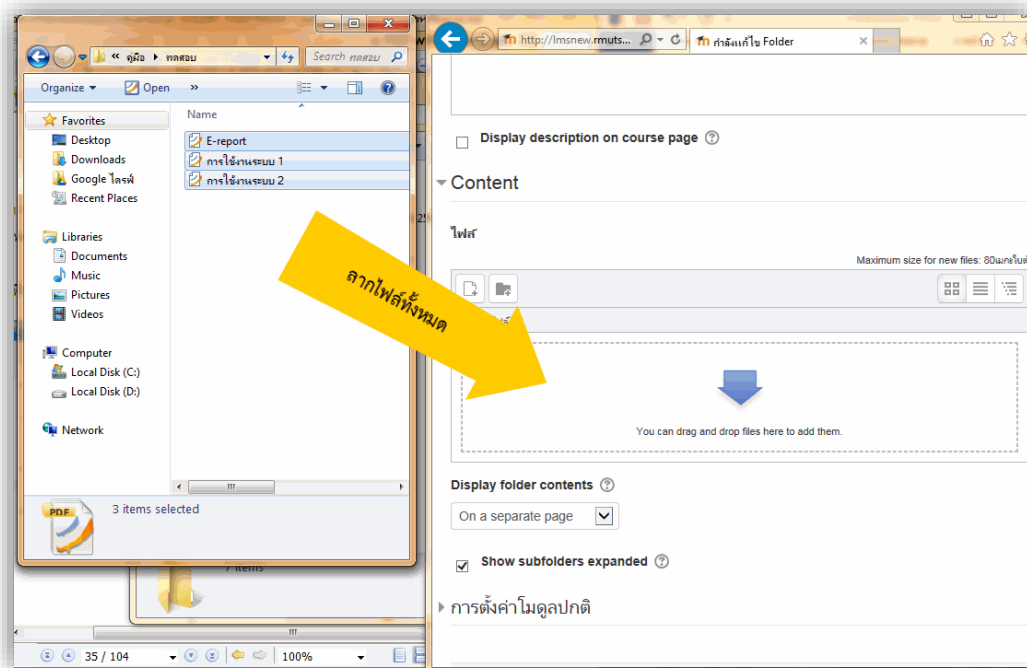 « คู่มือ ▸ ทดสอบ
Search ทดสอบ
Organize
Open
»
Name
Favorites
Desktop
Downloads
Google ไดรฟ์
Recent Places
Libraries
Documents
Music
Pictures
Videos
Computer
Local Disk (C:)
Local Disk (D:)
Network
E-report
การใช้งานระบบ 1
การใช้งานระบบ 2
PDF
3 items selected
7 items
35 / 104
100%
ลากไฟล์ทั้งหมด
http://lmsnew.rmuts...
กำลังแก้ไข Folder
Display description on course page
Content
ไฟล์
Maximum size for new files: 80เมกะไบต์
You can drag and drop files here to add them.
Display folder contents
On a separate page
Show subfolders expanded
การตั้งค่าโมดูลปกติ